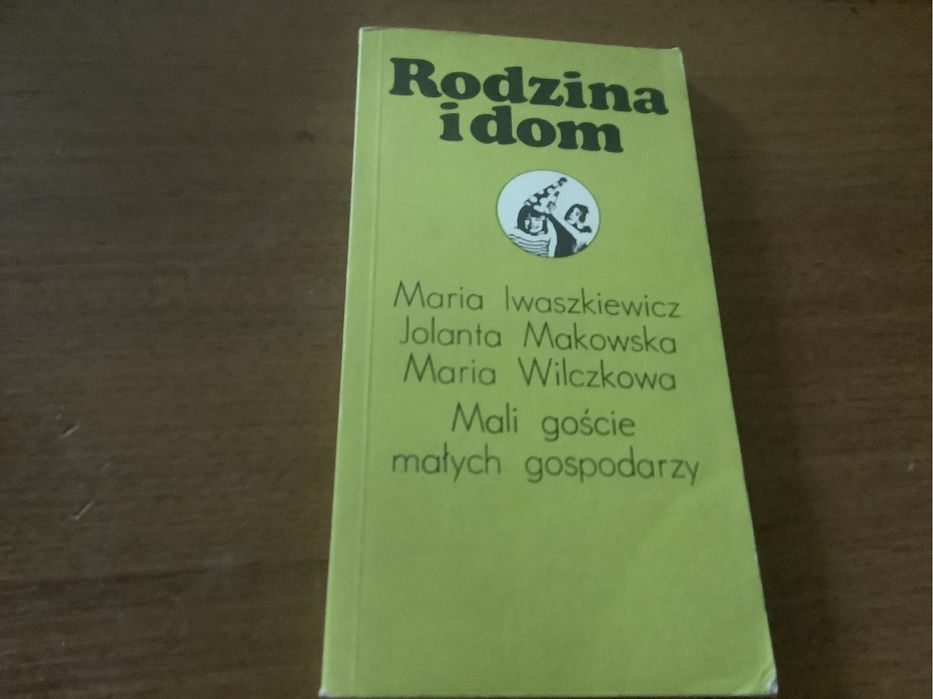 Rodzina
i dom
Maria Iwaszkiewicz
Jolanta Makowska
Maria Wilczkowa
Mali goście
małych gospodarzy